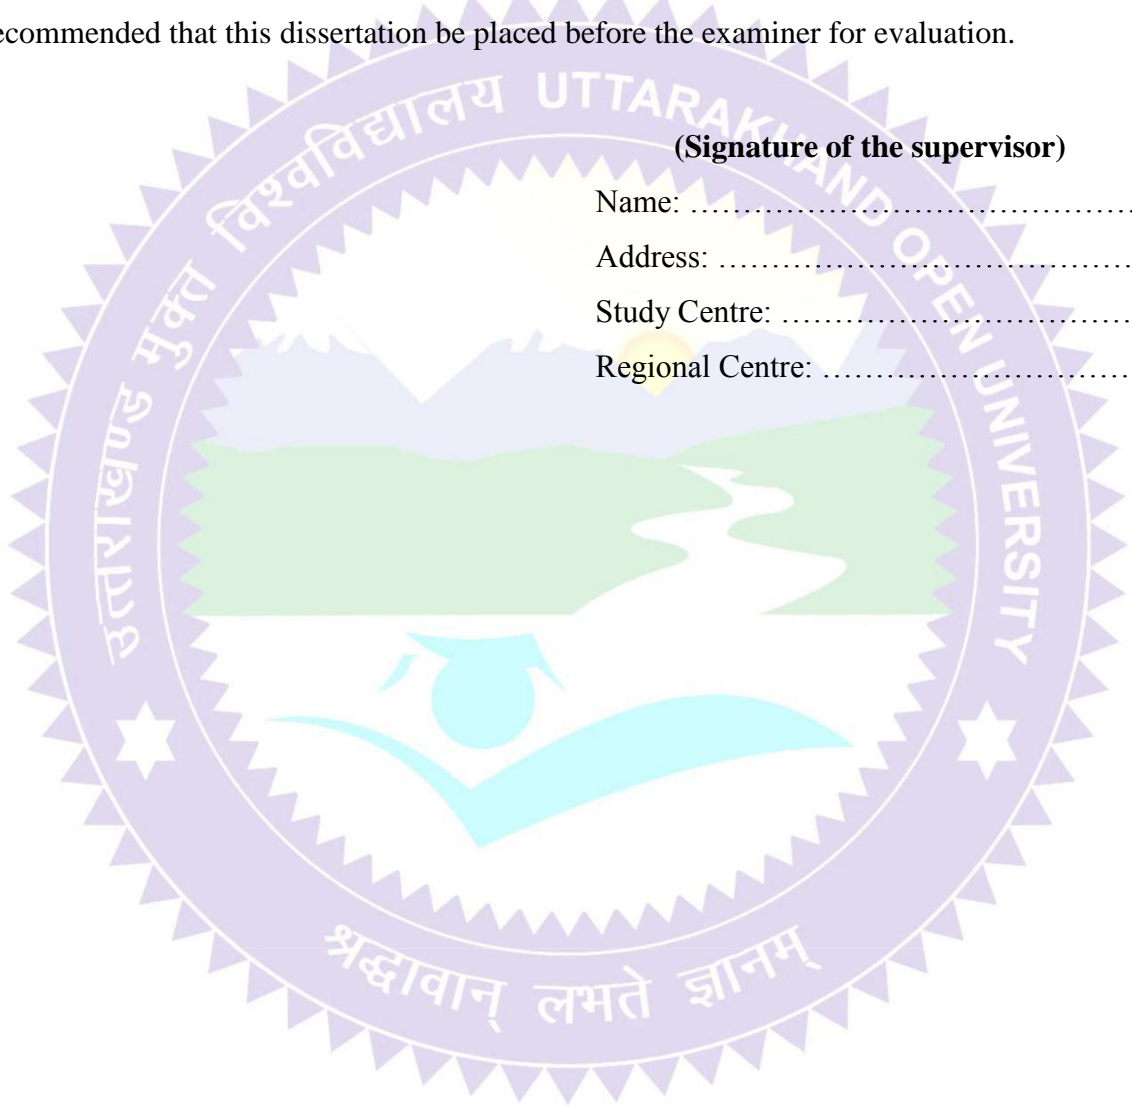 ecommended that this dissertation be placed before the examiner for evaluation.
(Signature of the supervisor)
Name: ……………………………………
Address: …………………………………
Study Centre: ……………………………
Regional Centre: …………………………
उत्तराखण्ड मुक्त विश्वविद्यालय
UTTARAKHAND OPEN UNIVERSITY
श्रद्धावान् लभते ज्ञानम्